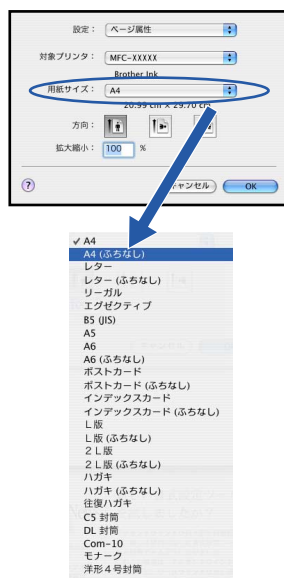 設定： ページ属性
対象プリンタ： MFC-XXXXX
Brother Ink
用紙サイズ： A4
20.99 cm × 29.70 cm
方向：
拡大縮小： 100 %
? キャンセル OK
✓ A4
A4 (ふちなし)
レター
レター (ふちなし)
リーガル
エグゼクティブ
B5 (JIS)
A5
A6
A6 (ふちなし)
ポストカード
ポストカード (ふちなし)
インデックスカード
インデックスカード (ふちなし)
L版
L版 (ふちなし)
2L版
2L版 (ふちなし)
ハガキ
ハガキ (ふちなし)
往復ハガキ
C5 封筒
DL 封筒
Com-10
モナーク
洋形4号封筒